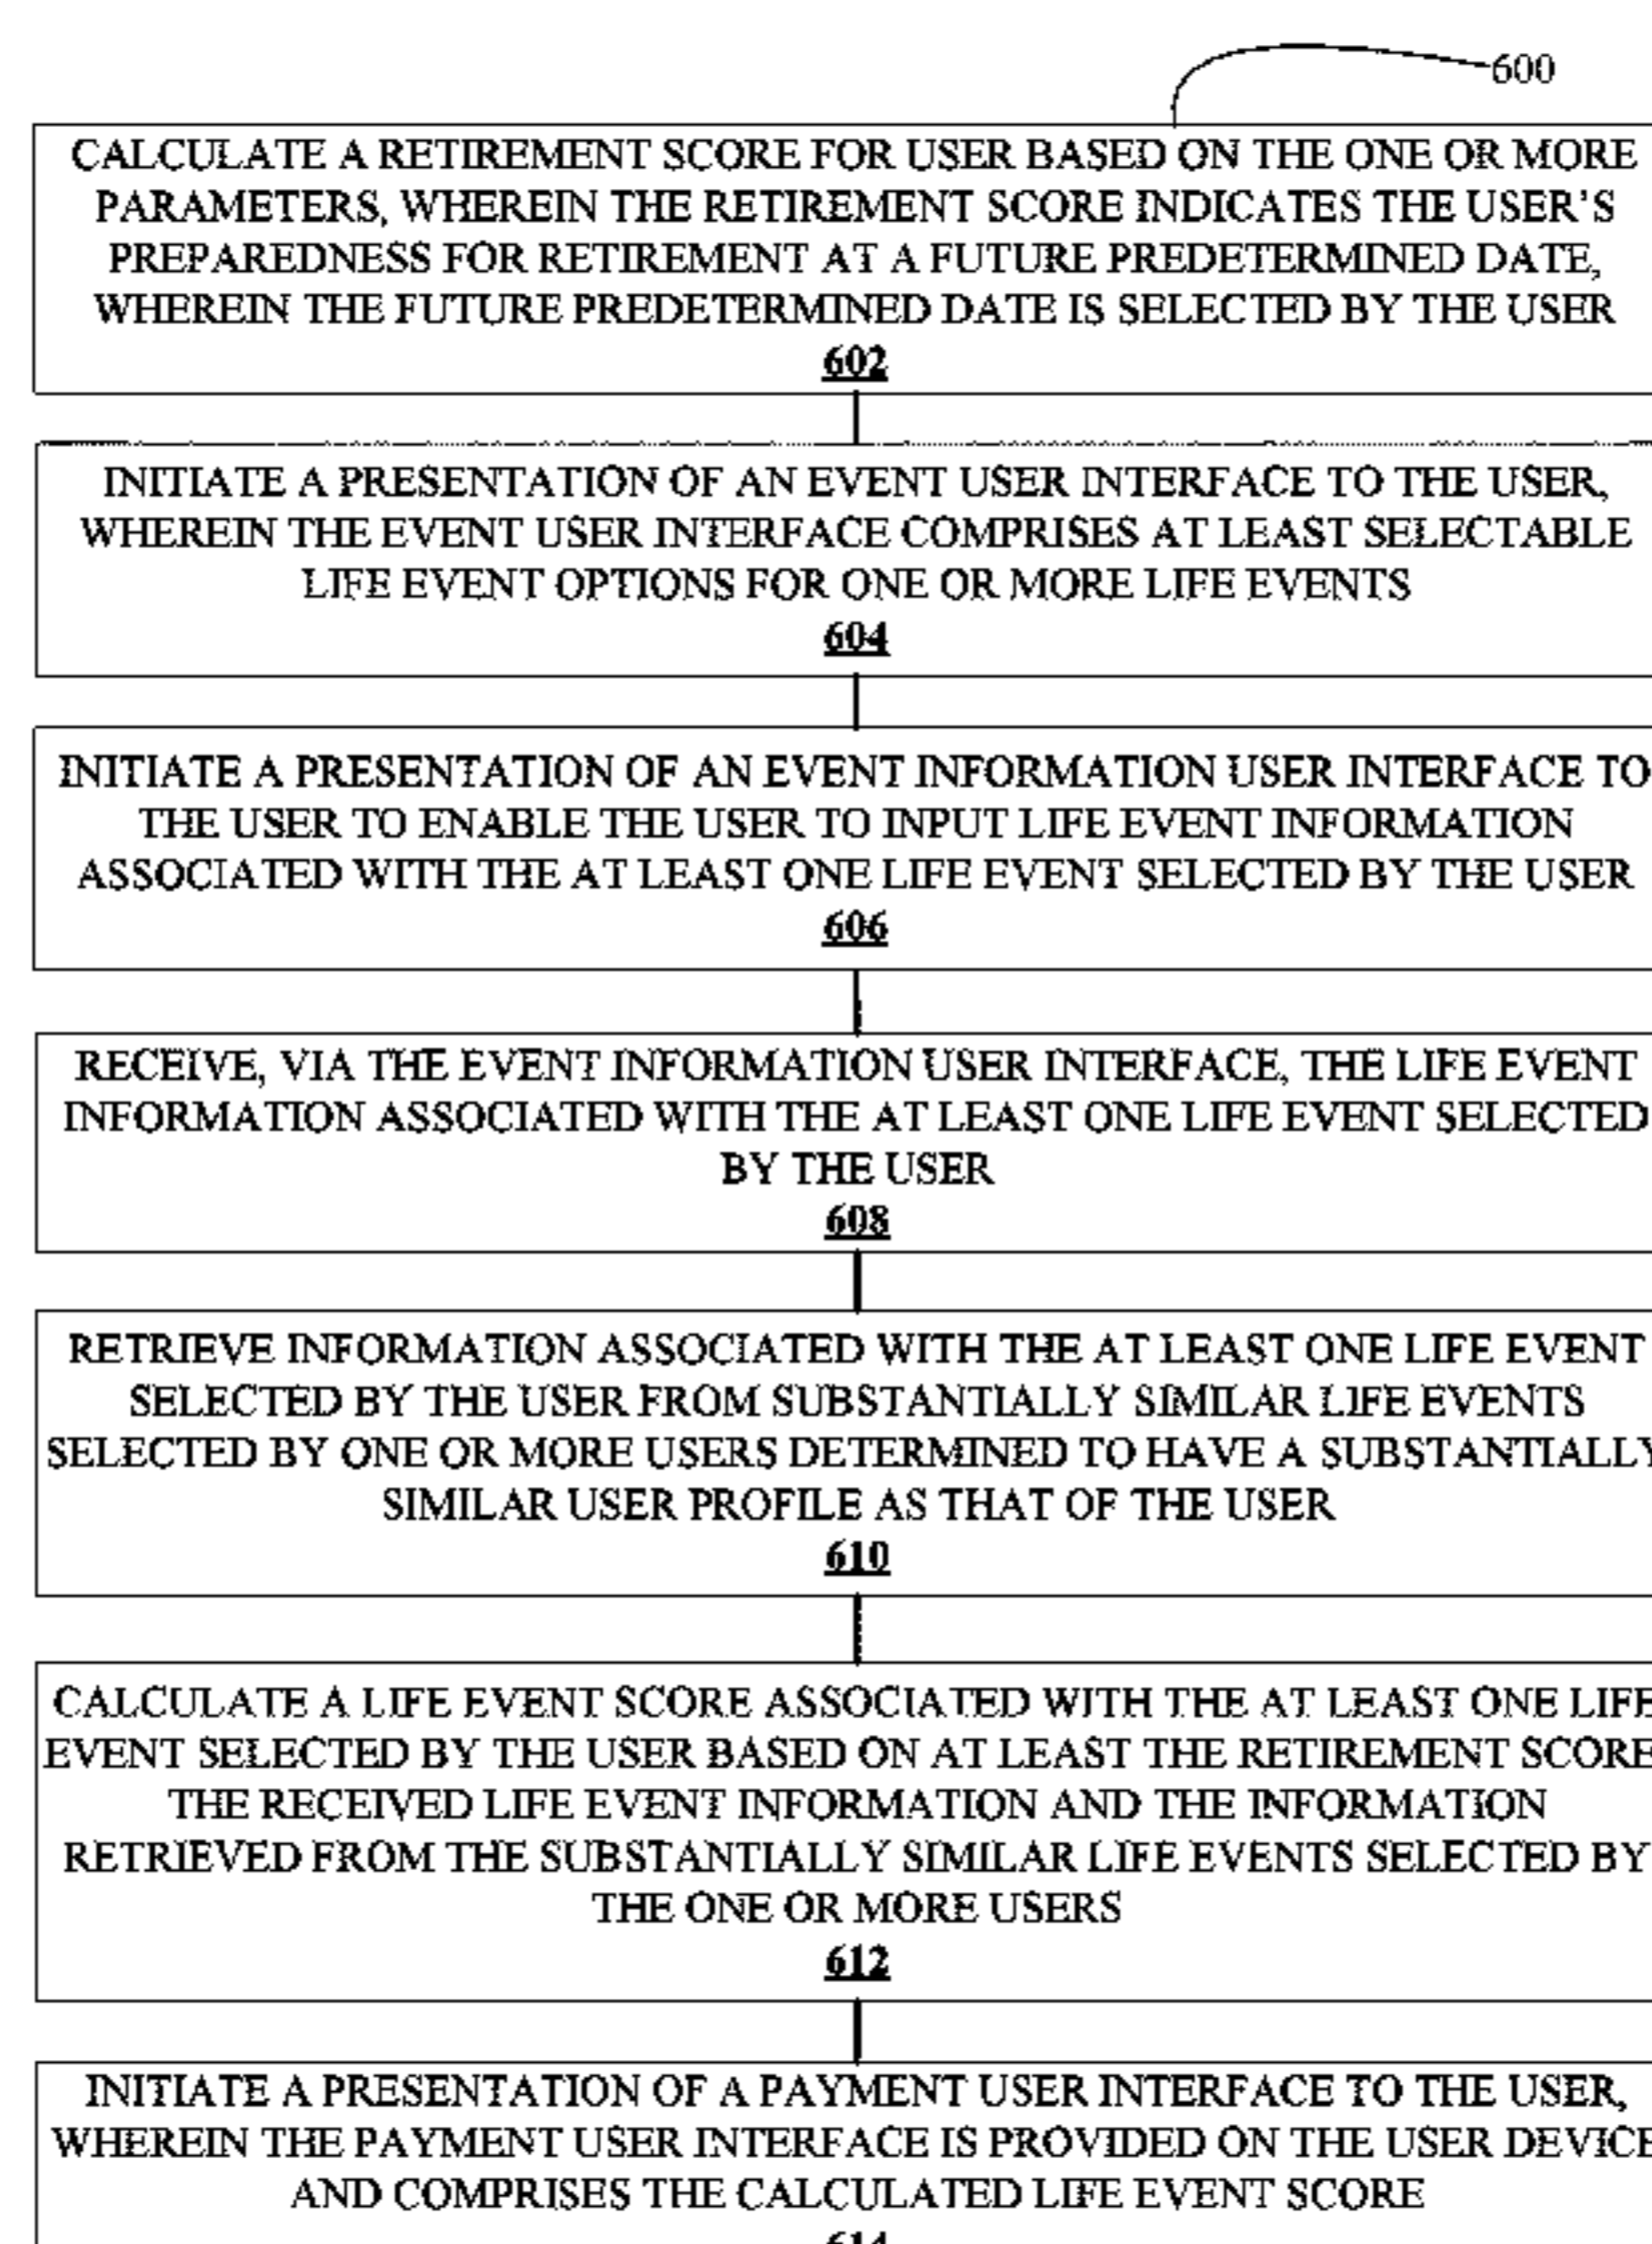 600
CALCULATE A RETIREMENT SCORE FOR USER BASED ON THE ONE OR MORE
PARAMETERS, WHEREIN THE RETIREMENT SCORE INDICATES THE USER'S
PREPAREDNESS FOR RETIREMENT AT A FUTURE PREDETERMINED DATE,
WHEREIN THE FUTURE PREDETERMINED DATE IS SELECTED BY THE USER
602
INITIATE A PRESENTATION OF AN EVENT USER INTERFACE TO THE USER,
WHEREIN THE EVENT USER INTERFACE COMPRISES AT LEAST SELECTABLE
LIFE EVENT OPTIONS FOR ONE OR MORE LIFE EVENTS
604
INITIATE A PRESENTATION OF AN EVENT INFORMATION USER INTERFACE TO
THE USER TO ENABLE THE USER TO INPUT LIFE EVENT INFORMATION
ASSOCIATED WITH THE AT LEAST ONE LIFE EVENT SELECTED BY THE USER
606
RECEIVE, VIA THE EVENT INFORMATION USER INTERFACE, THE LIFE EVENT
INFORMATION ASSOCIATED WITH THE AT LEAST ONE LIFE EVENT SELECTED
BY THE USER
608
RETRIEVE INFORMATION ASSOCIATED WITH THE AT LEAST ONE LIFE EVENT
SELECTED BY THE USER FROM SUBSTANTIALLY SIMILAR LIFE EVENTS
SELECTED BY ONE OR MORE USERS DETERMINED TO HAVE A SUBSTANTIALLY
SIMILAR USER PROFILE AS THAT OF THE USER
610
CALCULATE A LIFE EVENT SCORE ASSOCIATED WITH THE AT LEAST ONE LIFE
EVENT SELECTED BY THE USER BASED ON AT LEAST THE RETIREMENT SCORE
THE RECEIVED LIFE EVENT INFORMATION AND THE INFORMATION
RETRIEVED FROM THE SUBSTANTIALLY SIMILAR LIFE EVENTS SELECTED BY
THE ONE OR MORE USERS
612
INITIATE A PRESENTATION OF A PAYMENT USER INTERFACE TO THE USER,
WHEREIN THE PAYMENT USER INTERFACE IS PROVIDED ON THE USER DEVICE
AND COMPRISES THE CALCULATED LIFE EVENT SCORE
614